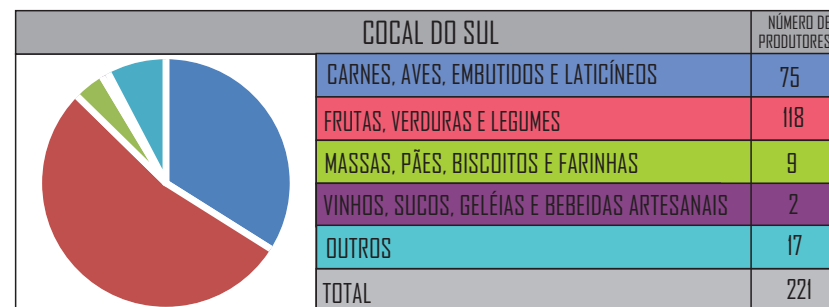 COCAL DO SUL
NÚMERO DE
PRODUTORES
CARNES, AVES, EMBUTIDOS E LATICÍNEOS 75
FRUTAS, VERDURAS E LEGUMES 118
MASSAS, PÃES, BISCOITOS E FARINHAS 9
VINHOS, SUCOS, GELÉIAS E BEBEIDAS ARTESANAIS 2
OUTROS 17
TOTAL 221